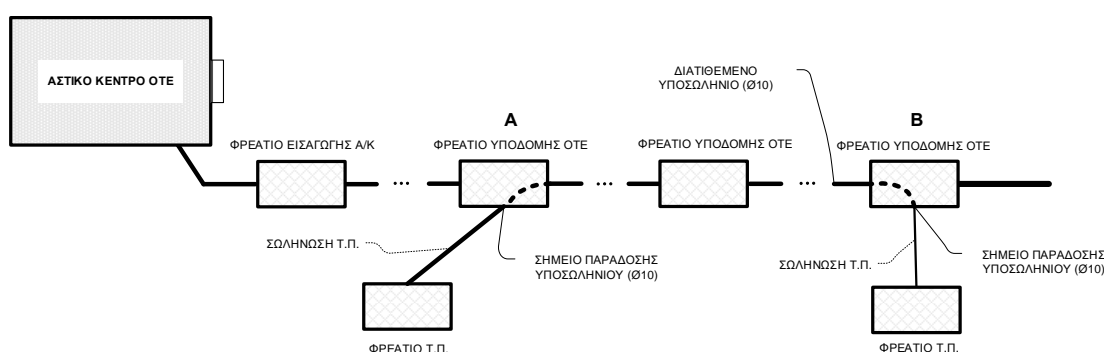 ΑΣΤΙΚΟ ΚΕΝΤΡΟ ΟΤΕ
ΔΙΑΤΙΘΕΜΕΝΟ
ΥΠΟΣΩΛΗΝΙΟ (Ø10)
Α
Β
ΦΡΕΑΤΙΟ ΕΙΣΑΓΩΓΗΣ Α/Κ
ΦΡΕΑΤΙΟ ΥΠΟΔΟΜΗΣ ΟΤΕ
ΦΡΕΑΤΙΟ ΥΠΟΔΟΜΗΣ ΟΤΕ
ΦΡΕΑΤΙΟ ΥΠΟΔΟΜΗΣ ΟΤΕ
...
...
...
ΣΩΛΗΝΩΣΗ Τ.Π.
ΣΗΜΕΙΟ ΠΑΡΑΔΟΣΗΣ
ΥΠΟΣΩΛΗΝΙΟΥ (Ø10)
ΣΩΛΗΝΩΣΗ Τ.Π.
ΣΗΜΕΙΟ ΠΑΡΑΔΟΣΗΣ
ΥΠΟΣΩΛΗΝΙΟΥ (Ø10)
ΦΡΕΑΤΙΟ Τ.Π.
ΦΡΕΑΤΙΟ Τ.Π.